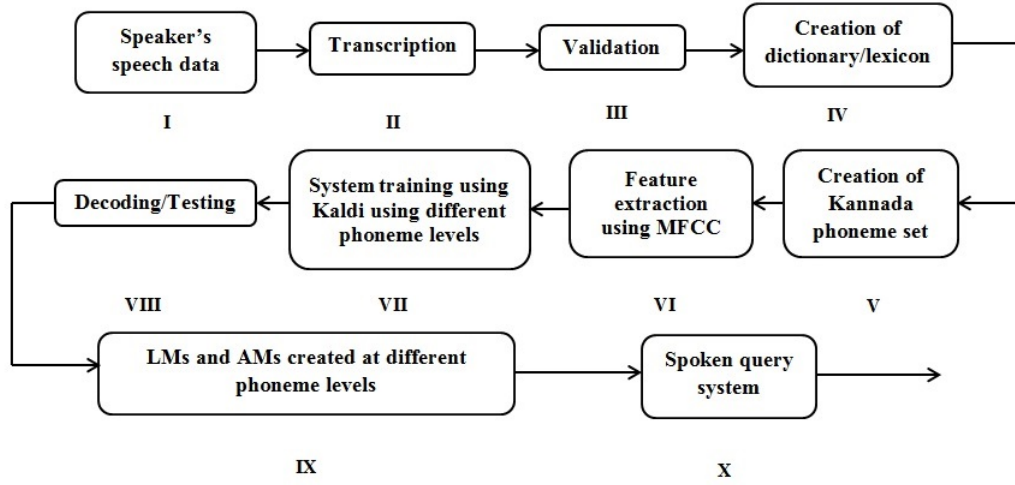 Speaker's
speech data
Transcription
Validation
Creation of
dictionary/lexicon
I
II
III
IV
Creation of
Kannada
phoneme set
Feature
extraction
using MFCC
System training using
Kaldi using different
phoneme levels
Decoding/Testing
V
VI
VII
VIII
LMs and AMs created at different
phoneme levels
Spoken query
system
IX
X